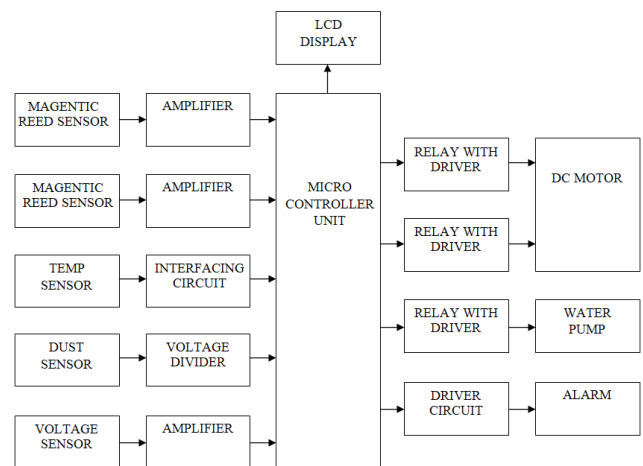 LCD
DISPLAY
MAGENTIC
REED SENSOR
AMPLIFIER
MAGENTIC
REED SENSOR
AMPLIFIER
TEMP
SENSOR
INTERFACING
CIRCUIT
DUST
SENSOR
VOLTAGE
DIVIDER
VOLTAGE
SENSOR
AMPLIFIER
MICRO
CONTROLLER
UNIT
RELAY WITH
DRIVER
RELAY WITH
DRIVER
DC MOTOR
RELAY WITH
DRIVER
WATER
PUMP
DRIVER
CIRCUIT
ALARM